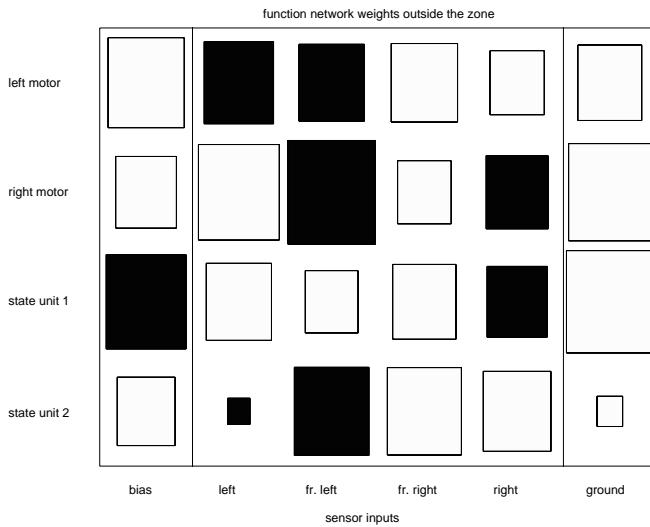 function network weights outside the zone
left motor
right motor
state unit 1
state unit 2
bias left fr. left fr. right right ground
sensor inputs